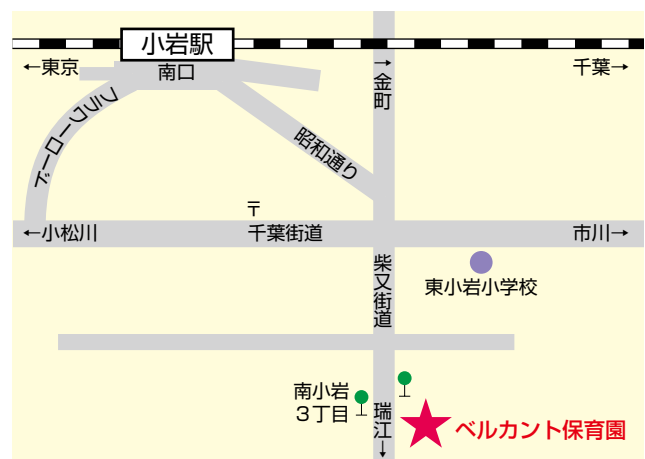 小岩駅
←東京
南口
→金町
千葉→
フラワーロード
昭和通り
〒
←小松川
千葉街道
市川→
柴又街道
東小岩小学校
南小岩
3丁目
瑞江→
ベルカント保育園